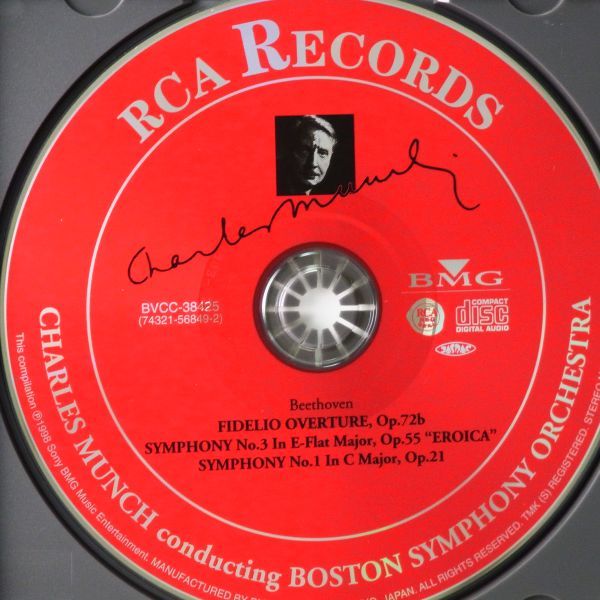 RCA RECORDS
Charles Munch
BVCC-38425
(74321-56849-2)
BMG
RCA
COMPACT
disc
DIGITAL AUDIO
Beethoven
FIDELIO OVERTURE, Op.72b
SYMPHONY No.3 In E-Flat Major, Op.55 “EROICA”
SYMPHONY No.1 In C Major, Op.21
CHARLES MUNCH conducting BOSTON SYMPHONY ORCHESTRA
This compilation ℗1998 Sony BMG Music Entertainment. MANUFACTURED BY
JAPAN. ALL RIGHTS RESERVED. TMK (S) REGISTERED. STEREO